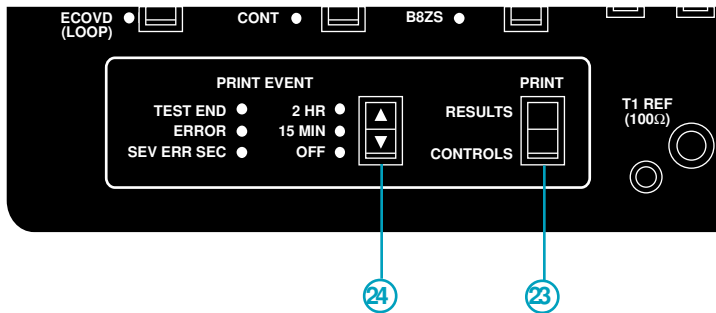 ECOVD
(LOOP)
CONT
B8ZS
PRINT EVENT
TEST END
ERROR
SEV ERR SEC
2 HR
15 MIN
OFF
PRINT
RESULTS
CONTROLS
T1 REF
(100Ω)
24
23